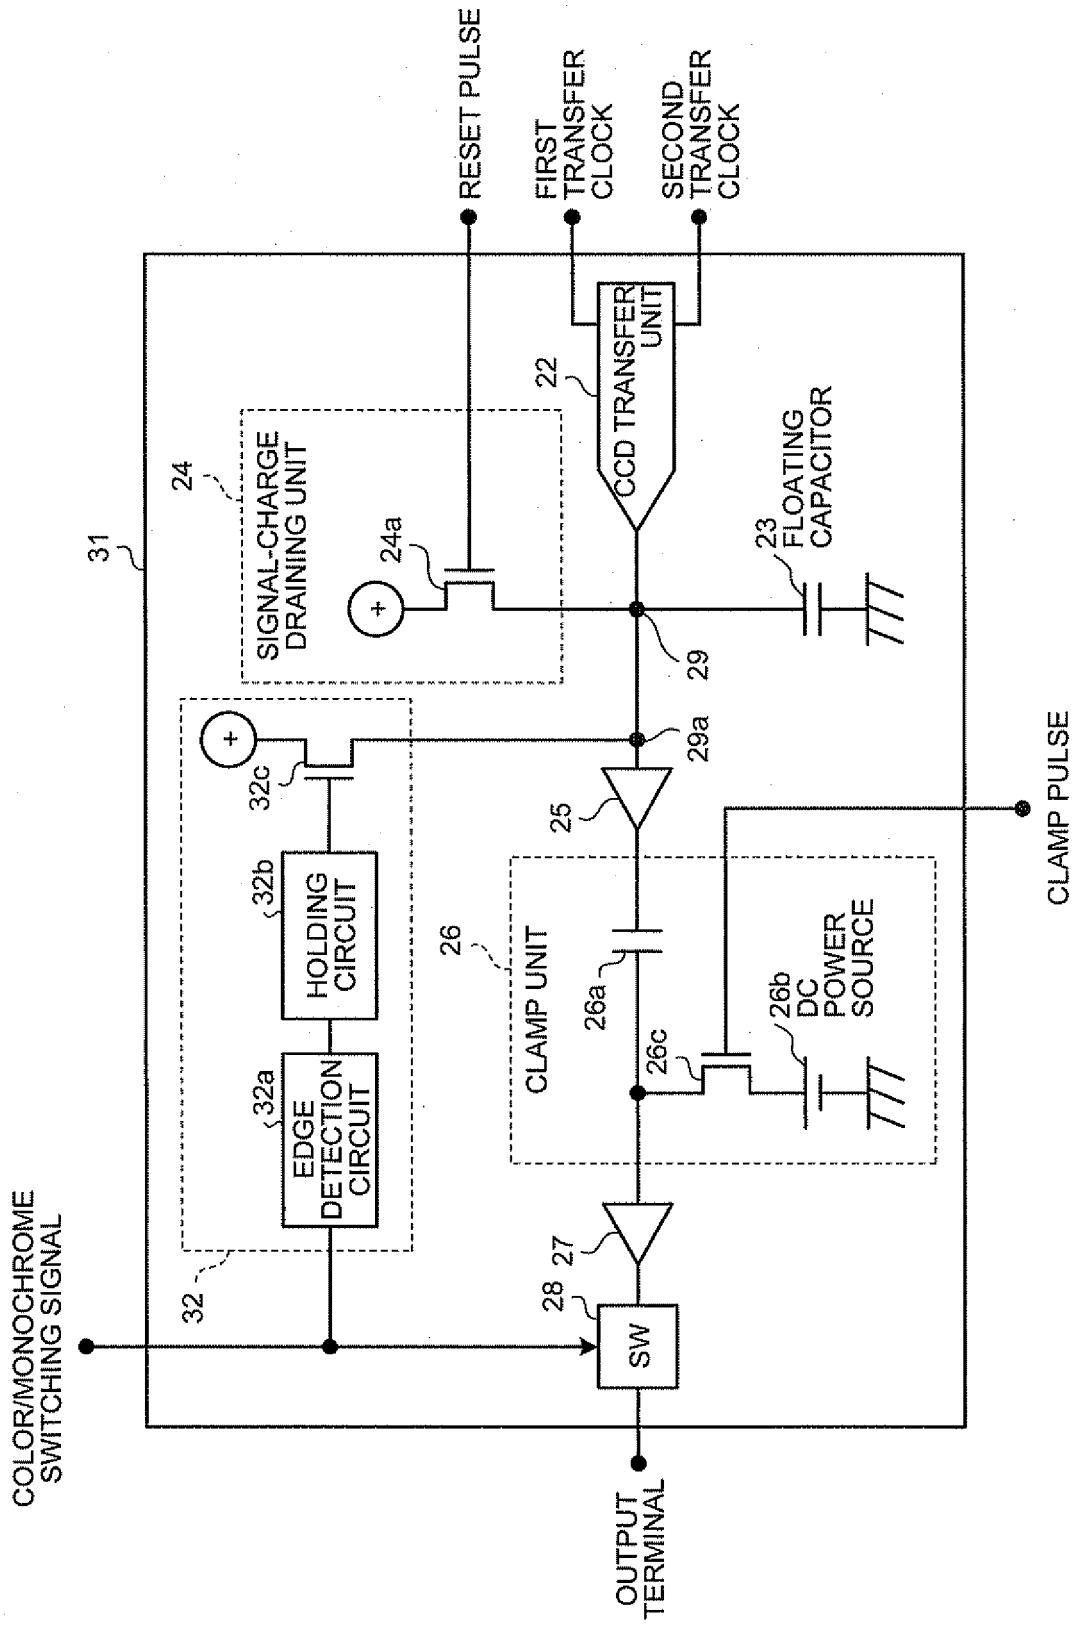 COLOR/MONOCHROME
SWITCHING SIGNAL
31
32
32a
EDGE
DETECTION
CIRCUIT
32b
HOLDING
CIRCUIT
32c
+
24
SIGNAL-CHARGE
DRAINING UNIT
+
24a
RESET PULSE
FIRST
TRANSFER
CLOCK
SECOND
TRANSFER
CLOCK
OUTPUT
TERMINAL
28
SW
27
26
CLAMP UNIT
26a
26c
26b
DC
POWER
SOURCE
25
29a
29
22
CCD TRANSFER
UNIT
23
FLOATING
CAPACITOR
CLAMP PULSE